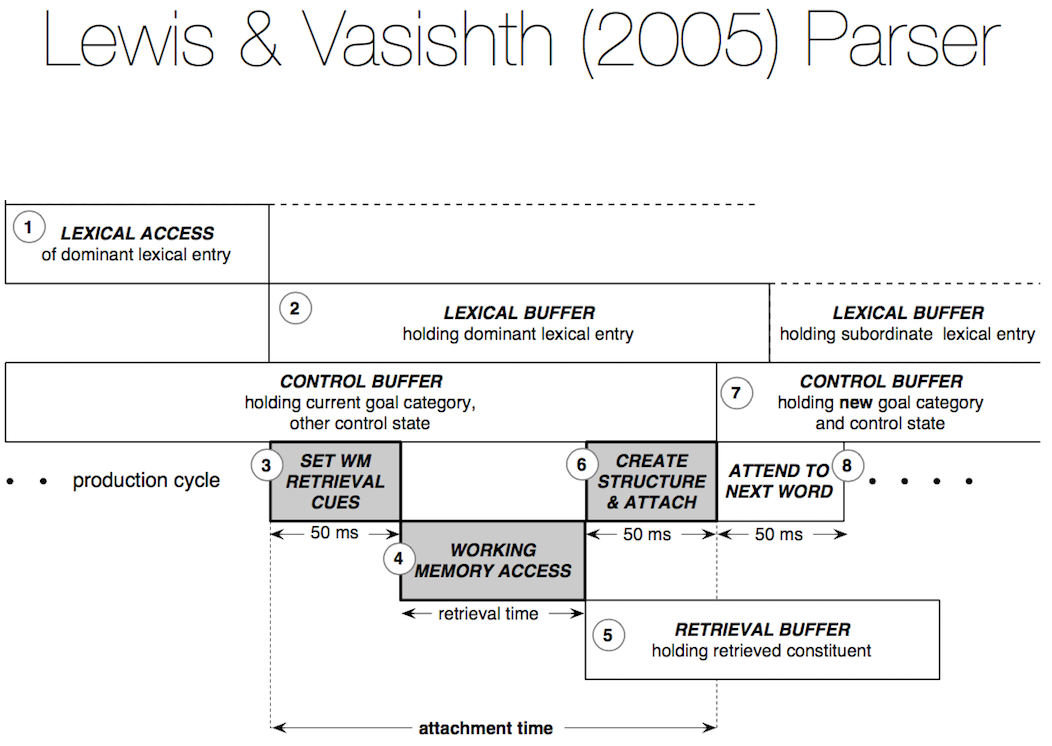 Lewis & Vasishth (2005) Parser
1
LEXICAL ACCESS
of dominant lexical entry
2
LEXICAL BUFFER
holding dominant lexical entry
LEXICAL BUFFER
holding subordinate lexical entry
CONTROL BUFFER
holding current goal category,
other control state
7
CONTROL BUFFER
holding new goal category
and control state
production cycle
3
SET WM
RETRIEVAL
CUES
6
CREATE
STRUCTURE
& ATTACH
ATTEND TO
NEXT WORD
8
50 ms
50 ms
50 ms
4
WORKING
MEMORY ACCESS
retrieval time
5
RETRIEVAL BUFFER
holding retrieved constituent
attachment time